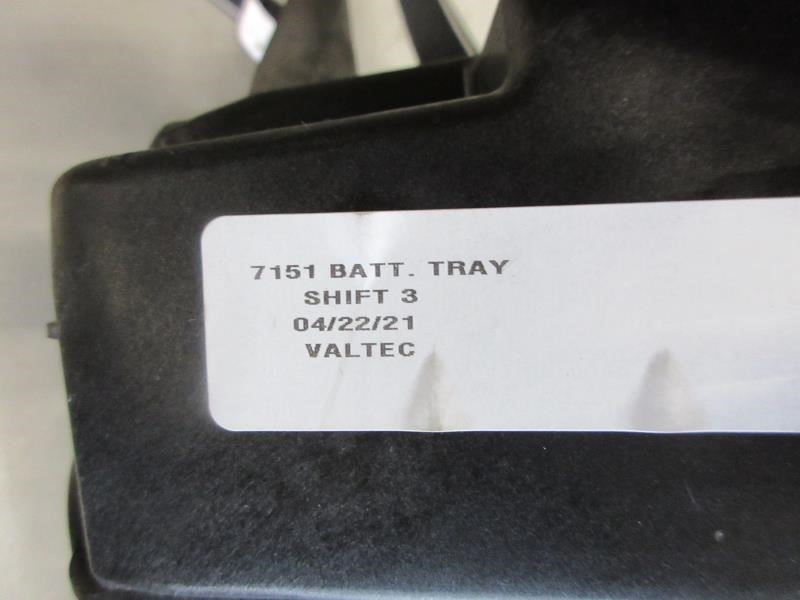 7151 BATT. TRAY
SHIFT 3
04/22/21
VALTEC